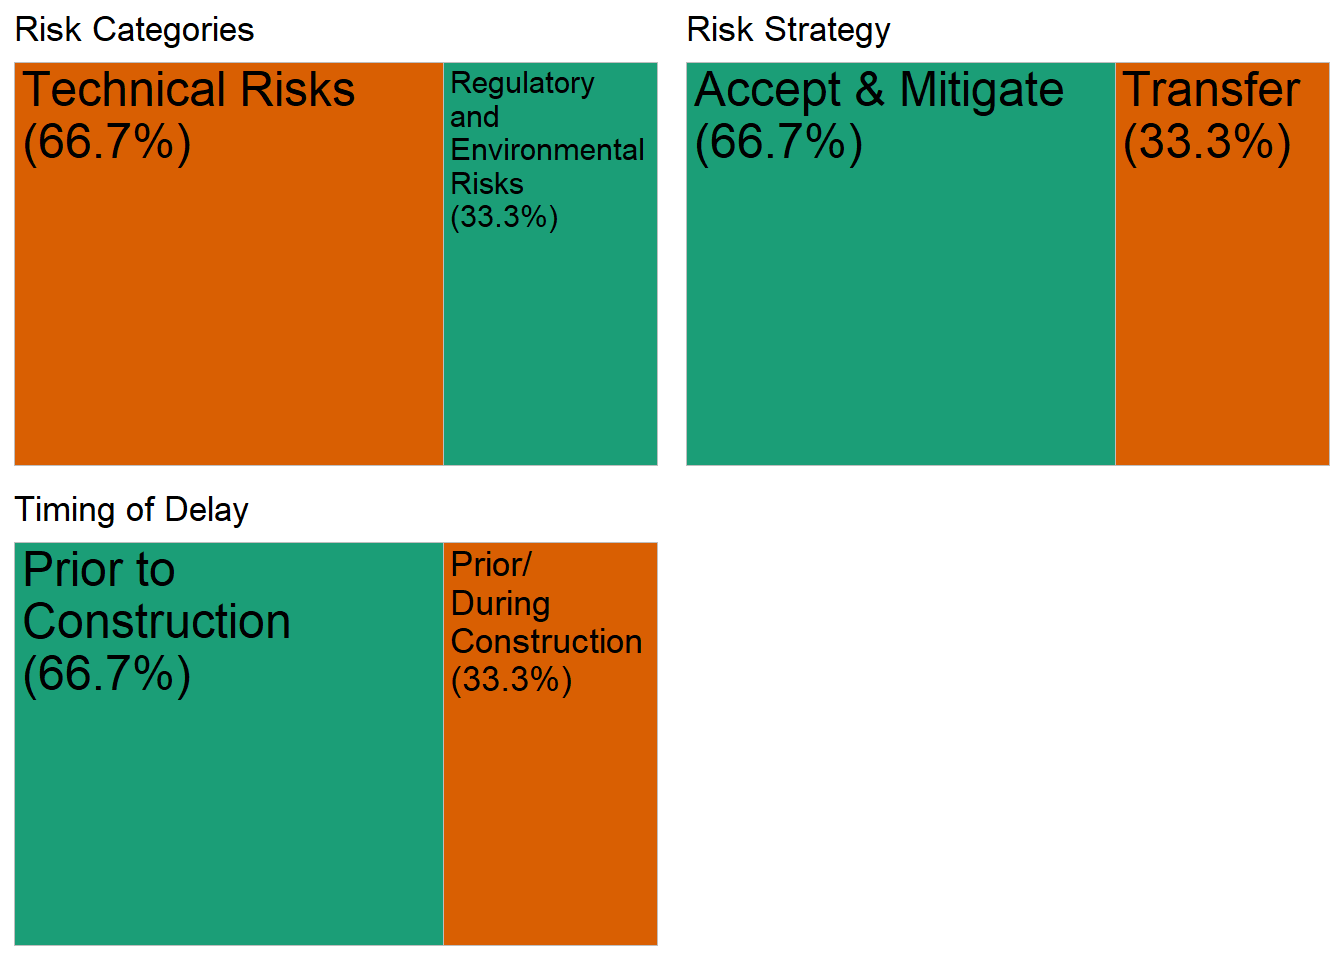 Risk Categories
Technical Risks
(66.7%)
Regulatory
and
Environmental
Risks
(33.3%)
Risk Strategy
Accept & Mitigate
(66.7%)
Transfer
(33.3%)
Timing of Delay
Prior to
Construction
(66.7%)
Prior/
During
Construction
(33.3%)